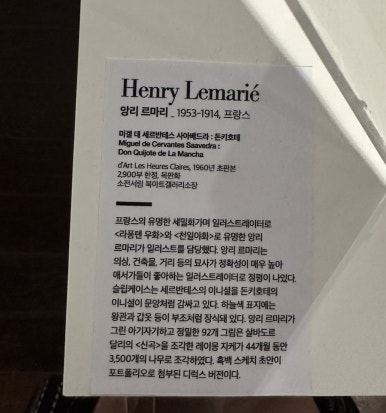 Henry Lemarié
앙리 르마리 _ 1953-1914, 프랑스
미겔 데 세르반테스 사아베드라 : 돈키호테
Miguel de Cervantes Saavedra :
Don Quijote de La Mancha
d'Art Les Heures Claires, 1960년 초판본
2,900부 한정, 목판화
소전서림 북아트갤러리소장
프랑스의 유명한 세밀화가며 일러스트레이터로
<라퐁텐 우화>와 <천일야화>로 유명한 앙리
르마리가 일러스트를 담당했다. 앙리 르마리는
의상, 건축물, 거리 등의 묘사가 정확성이 매우 높아
애서가들이 좋아하는 일러스트레이터로 정평이 나있다.
슬립케이스는 세르반테스의 이니셜을 돈키호테의
이니셜이 문양처럼 감싸고 있다. 하늘색 표지에는
왕관과 갑옷 등이 부조처럼 장식돼 있다. 앙리 르마리가
그린 아기자기하고 정밀한 92개 그림은 살바도르
달리의 <신곡>을 조각한 레이몽 자케가 44개월 동안
3,500개의 나무로 조각하였다. 흑백 스케치 초안이
포트폴리오로 첨부된 디럭스 버전이다.